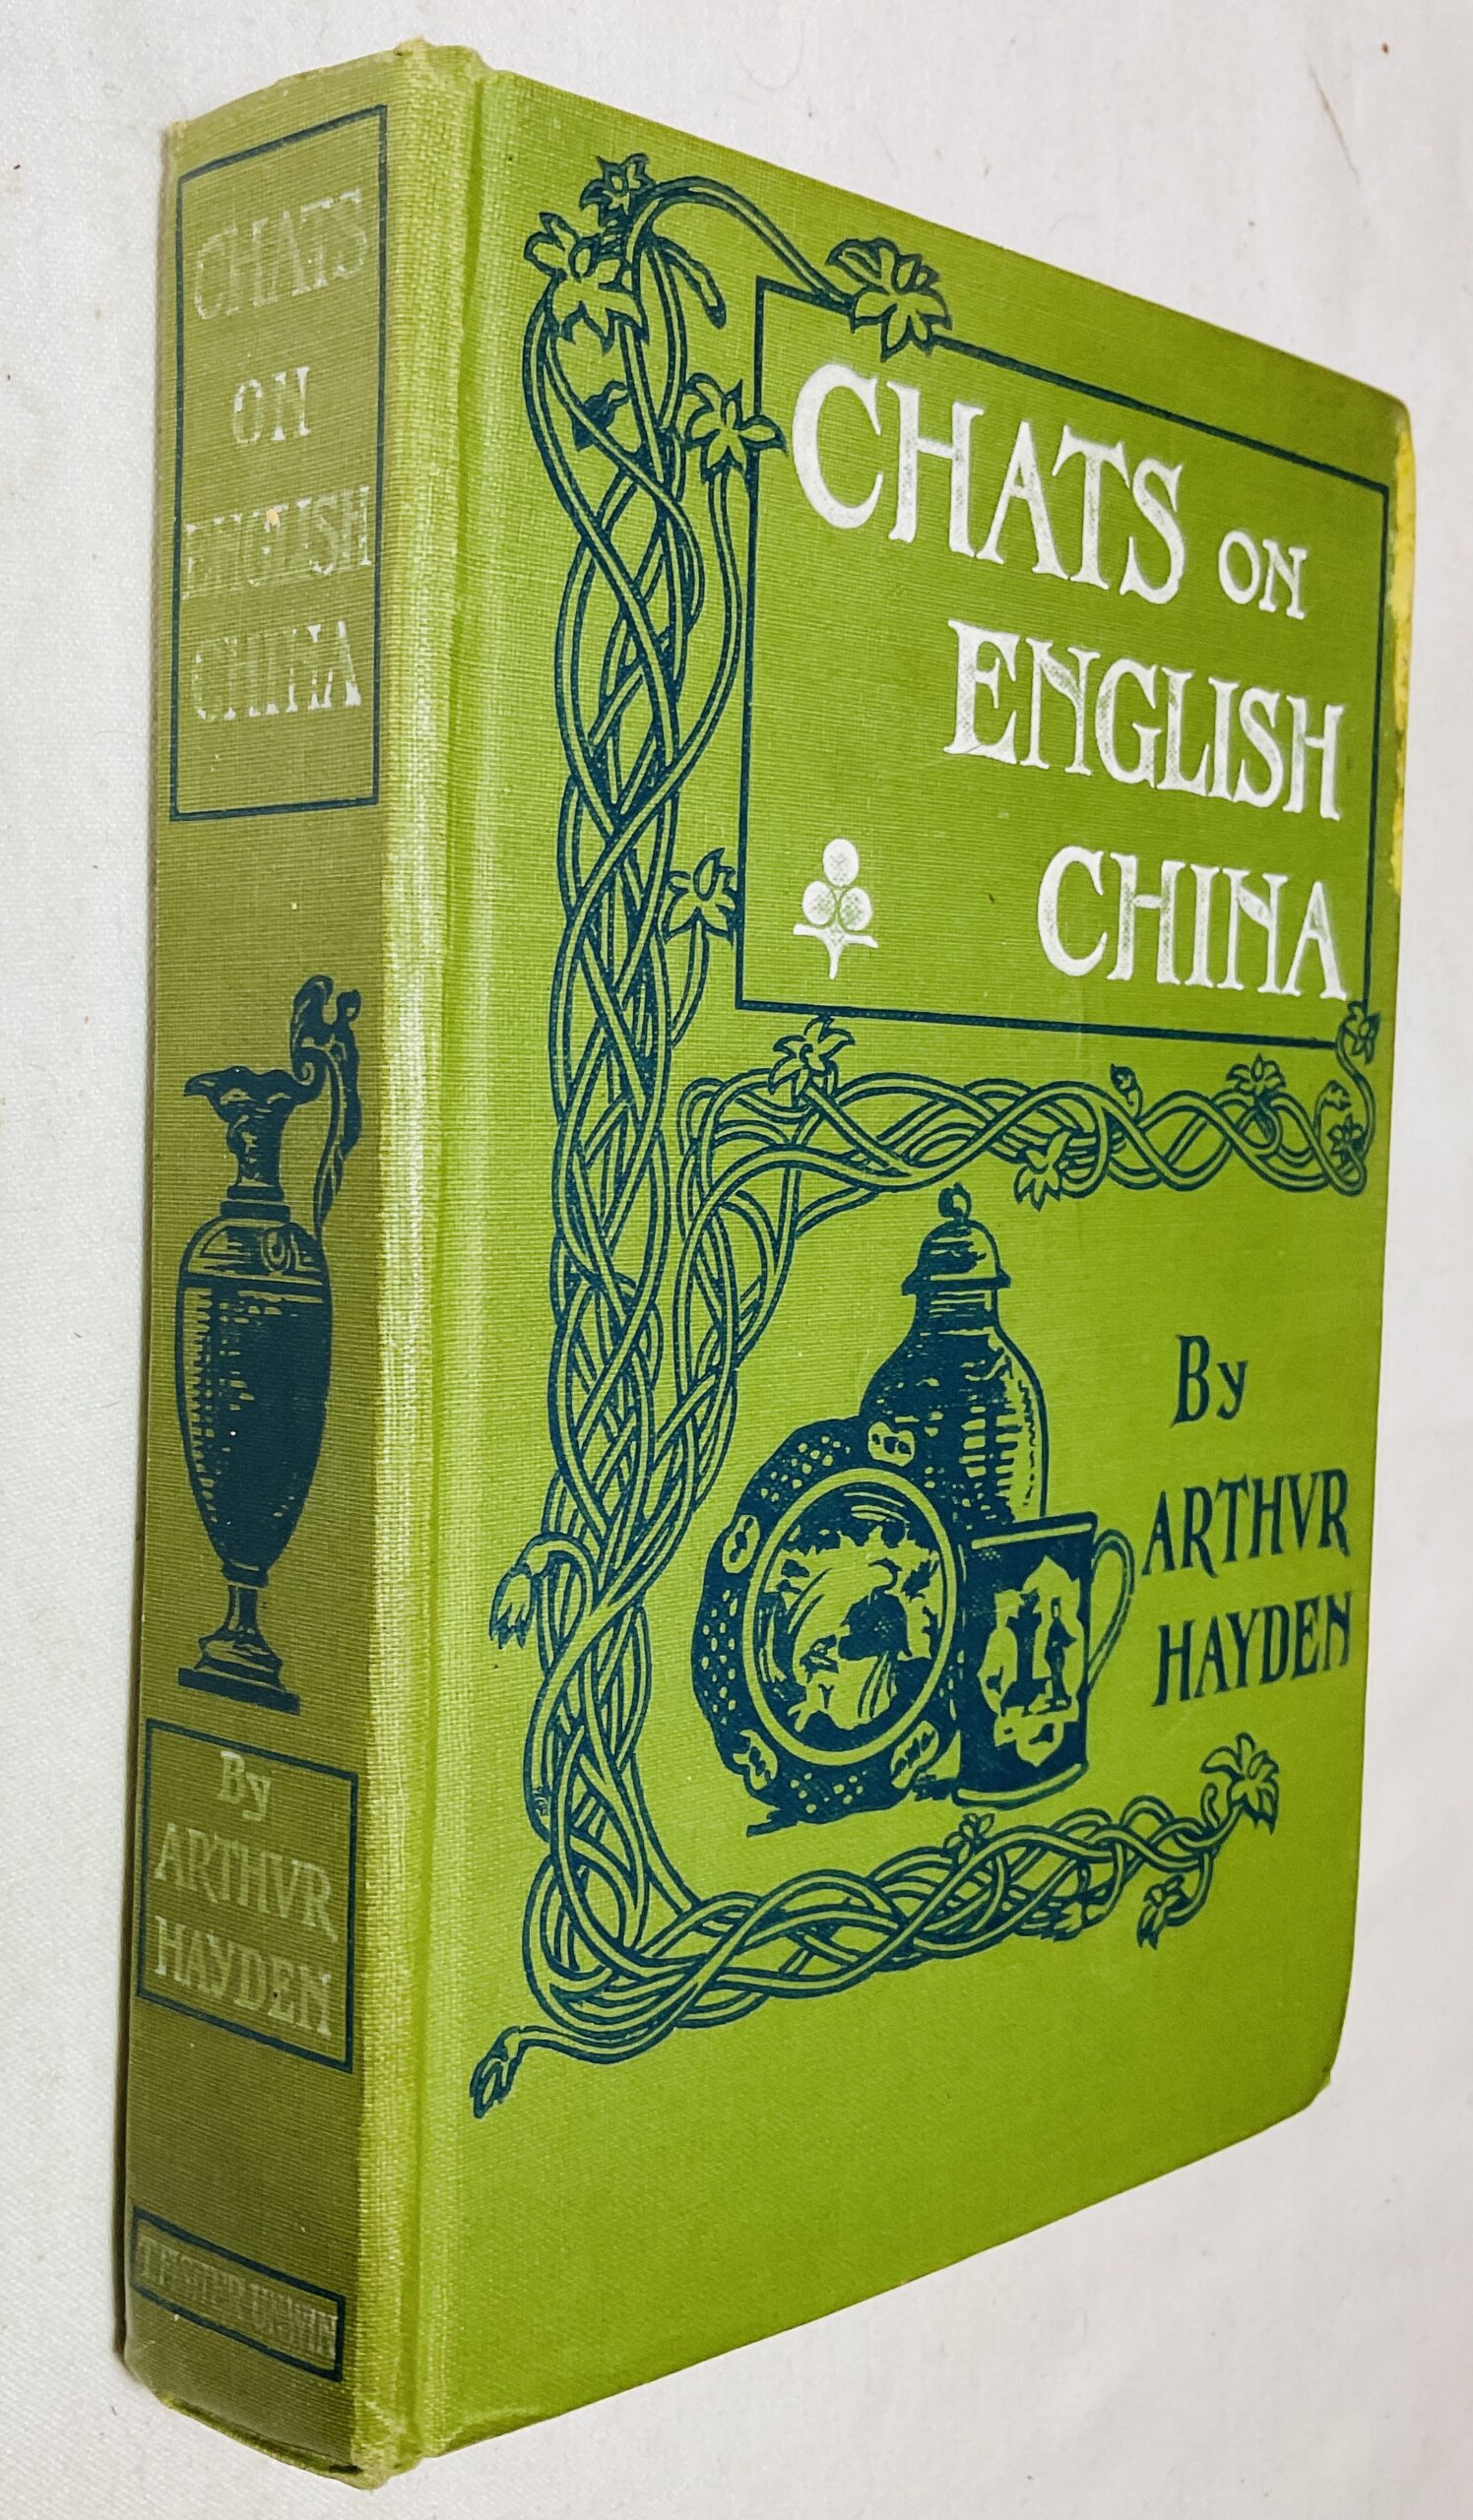 CHATS
ON
ENGLISH
CHINA
By
ARTHVR
HAYDEN
T. FISHER UNWIN
CHATS ON
ENGLISH
CHINA
By
ARTHVR
HAYDEN